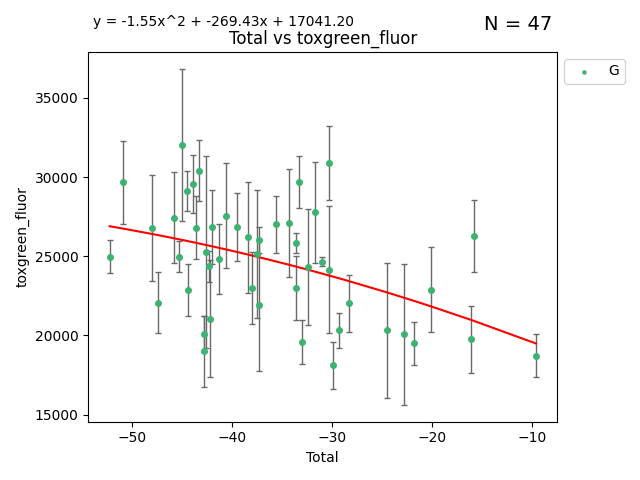 y = -1.55x^2 + -269.43x + 17041.20
N = 47
Total vs toxgreen_fluor
G
toxgreen_fluor
35000
30000
25000
20000
15000
−50
−40
−30
−20
−10
Total